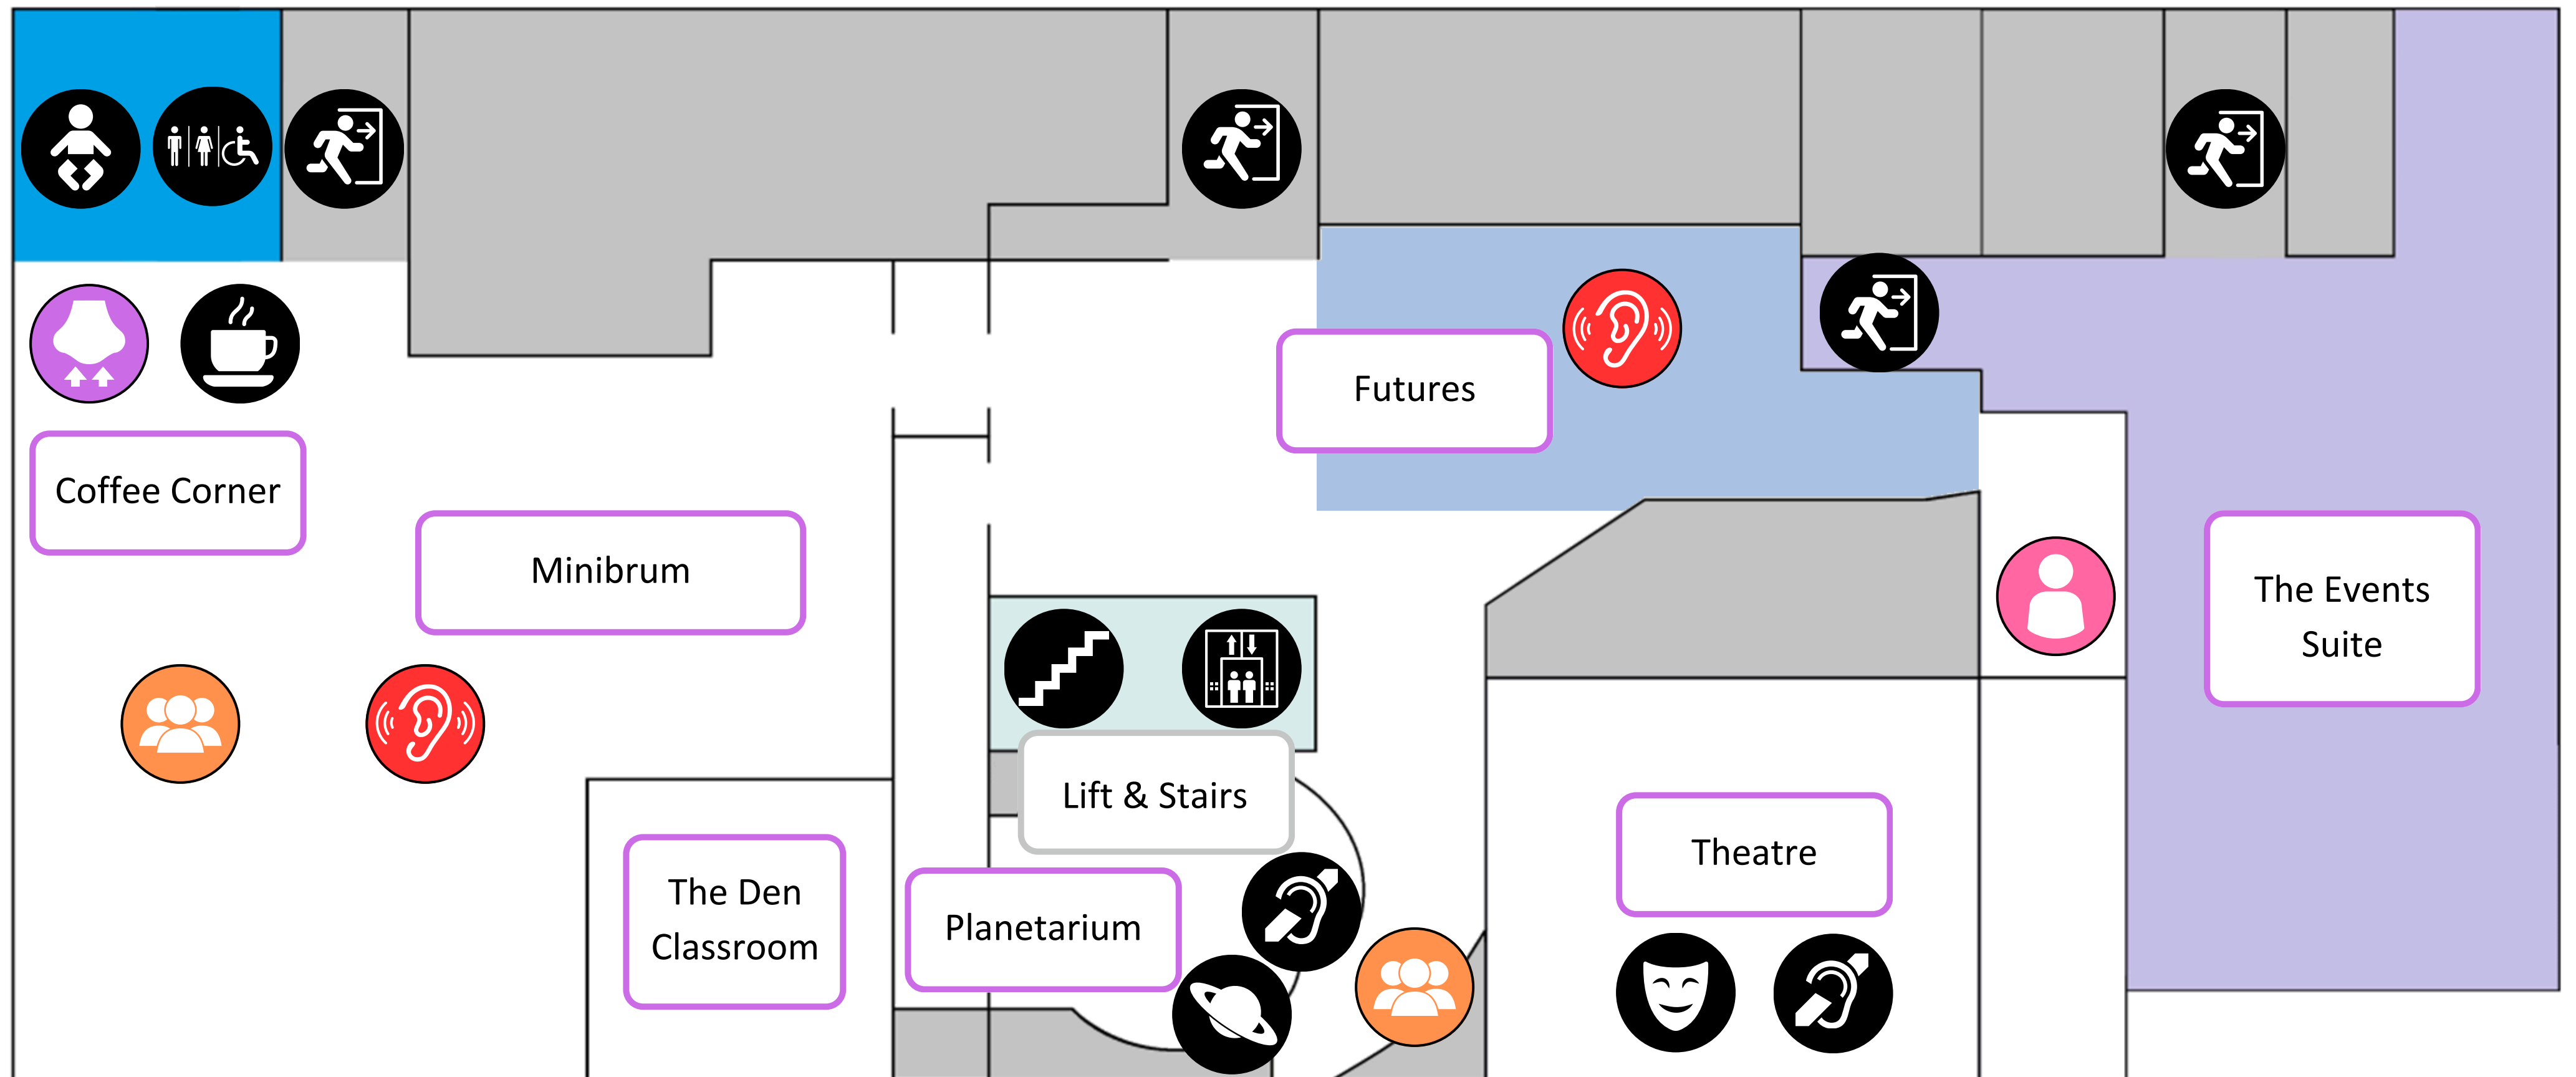 Futures
Coffee Corner
Minibrum
The Events
Suite
Lift & Stairs
Theatre
The Den
Classroom
Planetarium